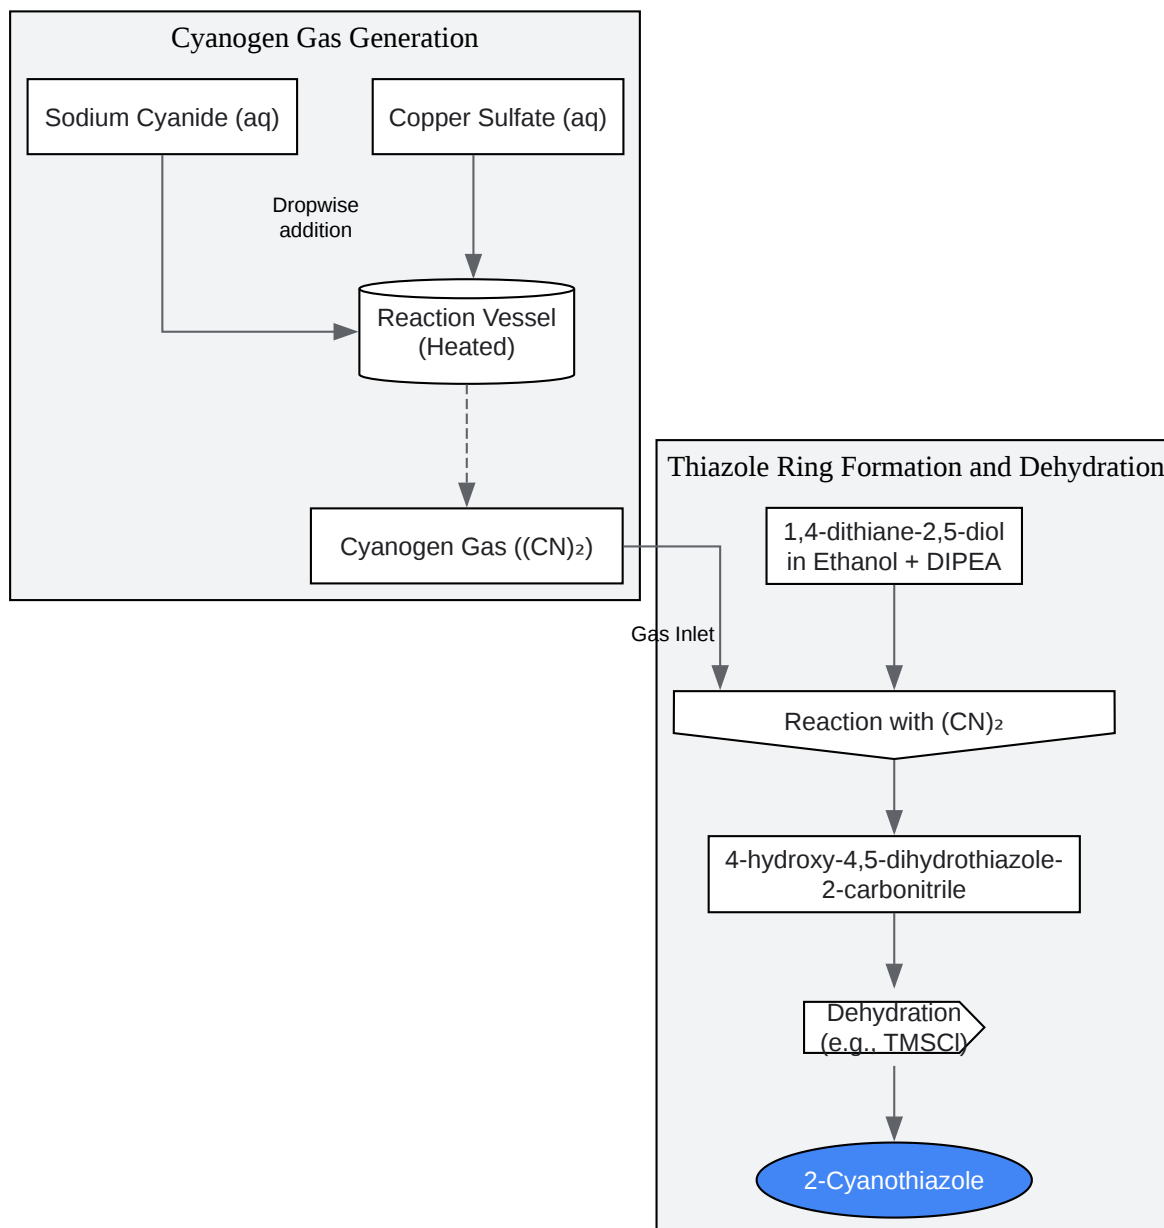 Cyanogen Gas Generation
Sodium Cyanide (aq)
Copper Sulfate (aq)
Dropwise
addition
Reaction Vessel
(Heated)
Cyanogen Gas ((CN)₂)
Gas Inlet
Thiazole Ring Formation and Dehydration
1,4-dithiane-2,5-diol
in Ethanol + DIPEA
Reaction with (CN)₂
4-hydroxy-4,5-dihydrothiazole-
2-carbonitrile
Dehydration
(e.g., TMSCl)
2-Cyanothiazole